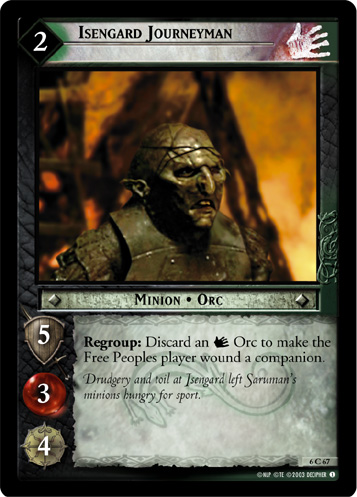 2
Isengard Journeyman
Minion • Orc
5
Regroup: Discard an Orc to make the
Free Peoples player wound a companion.
3
Drudgery and toil at Isengard left Saruman's
minions hungry for sport.
4
6 C 67
©NLP ©TE ©2003 DECIPHER